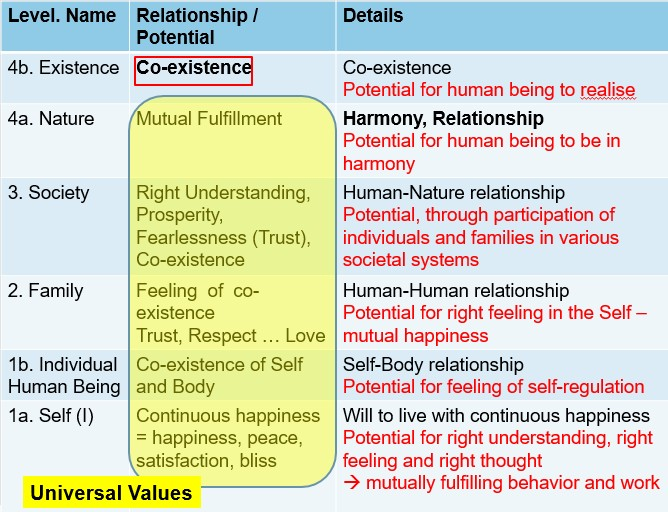 Level. Name
Relationship /
Potential
Details
4b. Existence
Co-existence
Co-existence
Potential for human being to realise
4a. Nature
Mutual Fulfillment
Harmony, Relationship
Potential for human being to be in
harmony
3. Society
Right Understanding,
Prosperity,
Fearlessness (Trust),
Co-existence
Human-Nature relationship
Potential, through participation of
individuals and families in various
societal systems
2. Family
Feeling of co-
existence
Trust, Respect … Love
Human-Human relationship
Potential for right feeling in the Self –
mutual happiness
1b. Individual
Human Being
Co-existence of Self
and Body
Self-Body relationship
Potential for feeling of self-regulation
1a. Self (I)
Continuous happiness
= happiness, peace,
satisfaction, bliss
Will to live with continuous happiness
Potential for right understanding, right
feeling and right thought
→ mutually fulfilling behavior and work
Universal Values